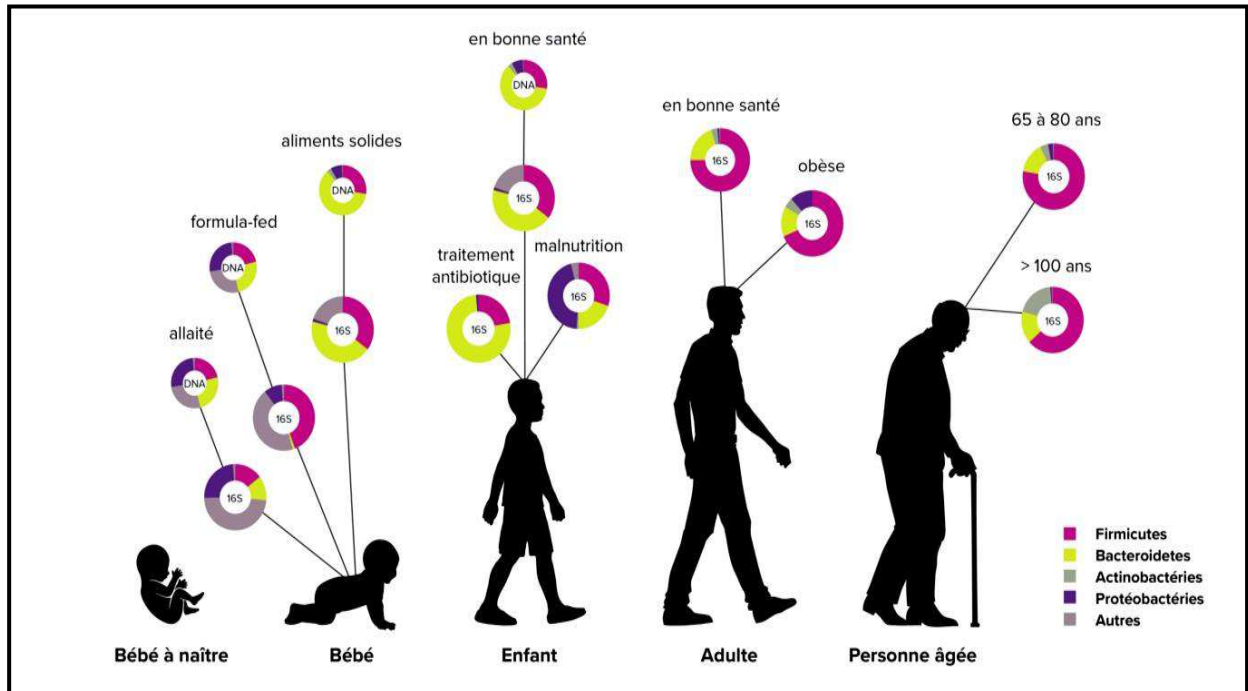 en bonne santé
DNA
aliments solides
DNA
16S
formula-fed
DNA
16S
allaité
DNA
16S
16S
traitement
antibiotique
16S
malnutrition
16S
en bonne santé
16S
obèse
16S
65 à 80 ans
16S
> 100 ans
16S
Firmicutes
Bacteroidetes
Actinobactéries
Protéobactéries
Autres
Bébé à naître
Bébé
Enfant
Adulte
Personne âgée